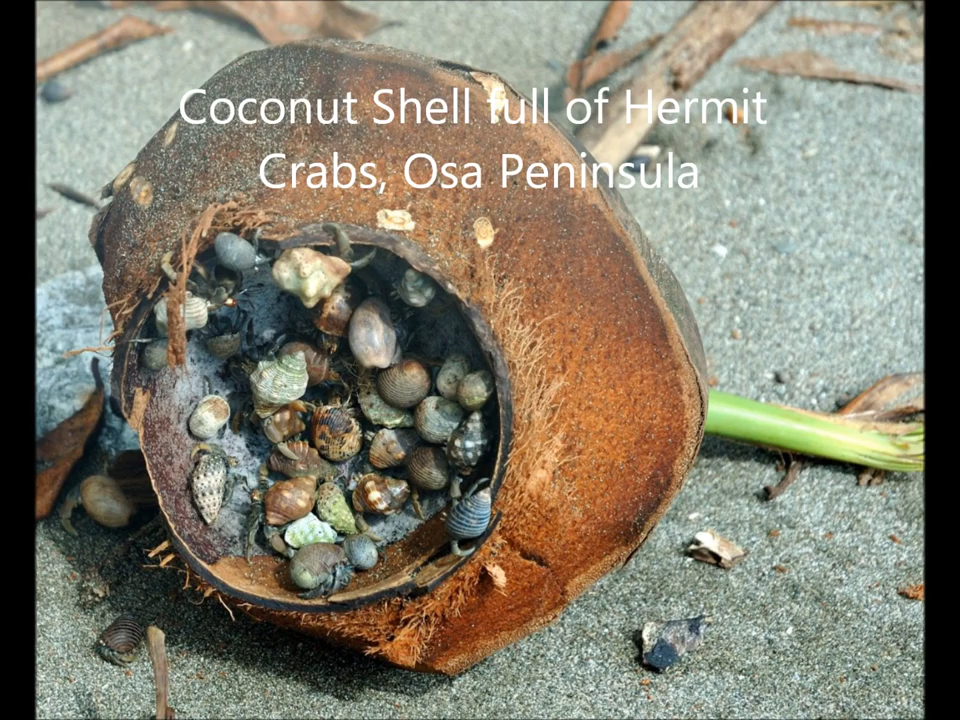 Coconut Shell full of Hermit
Crabs, Osa Peninsula